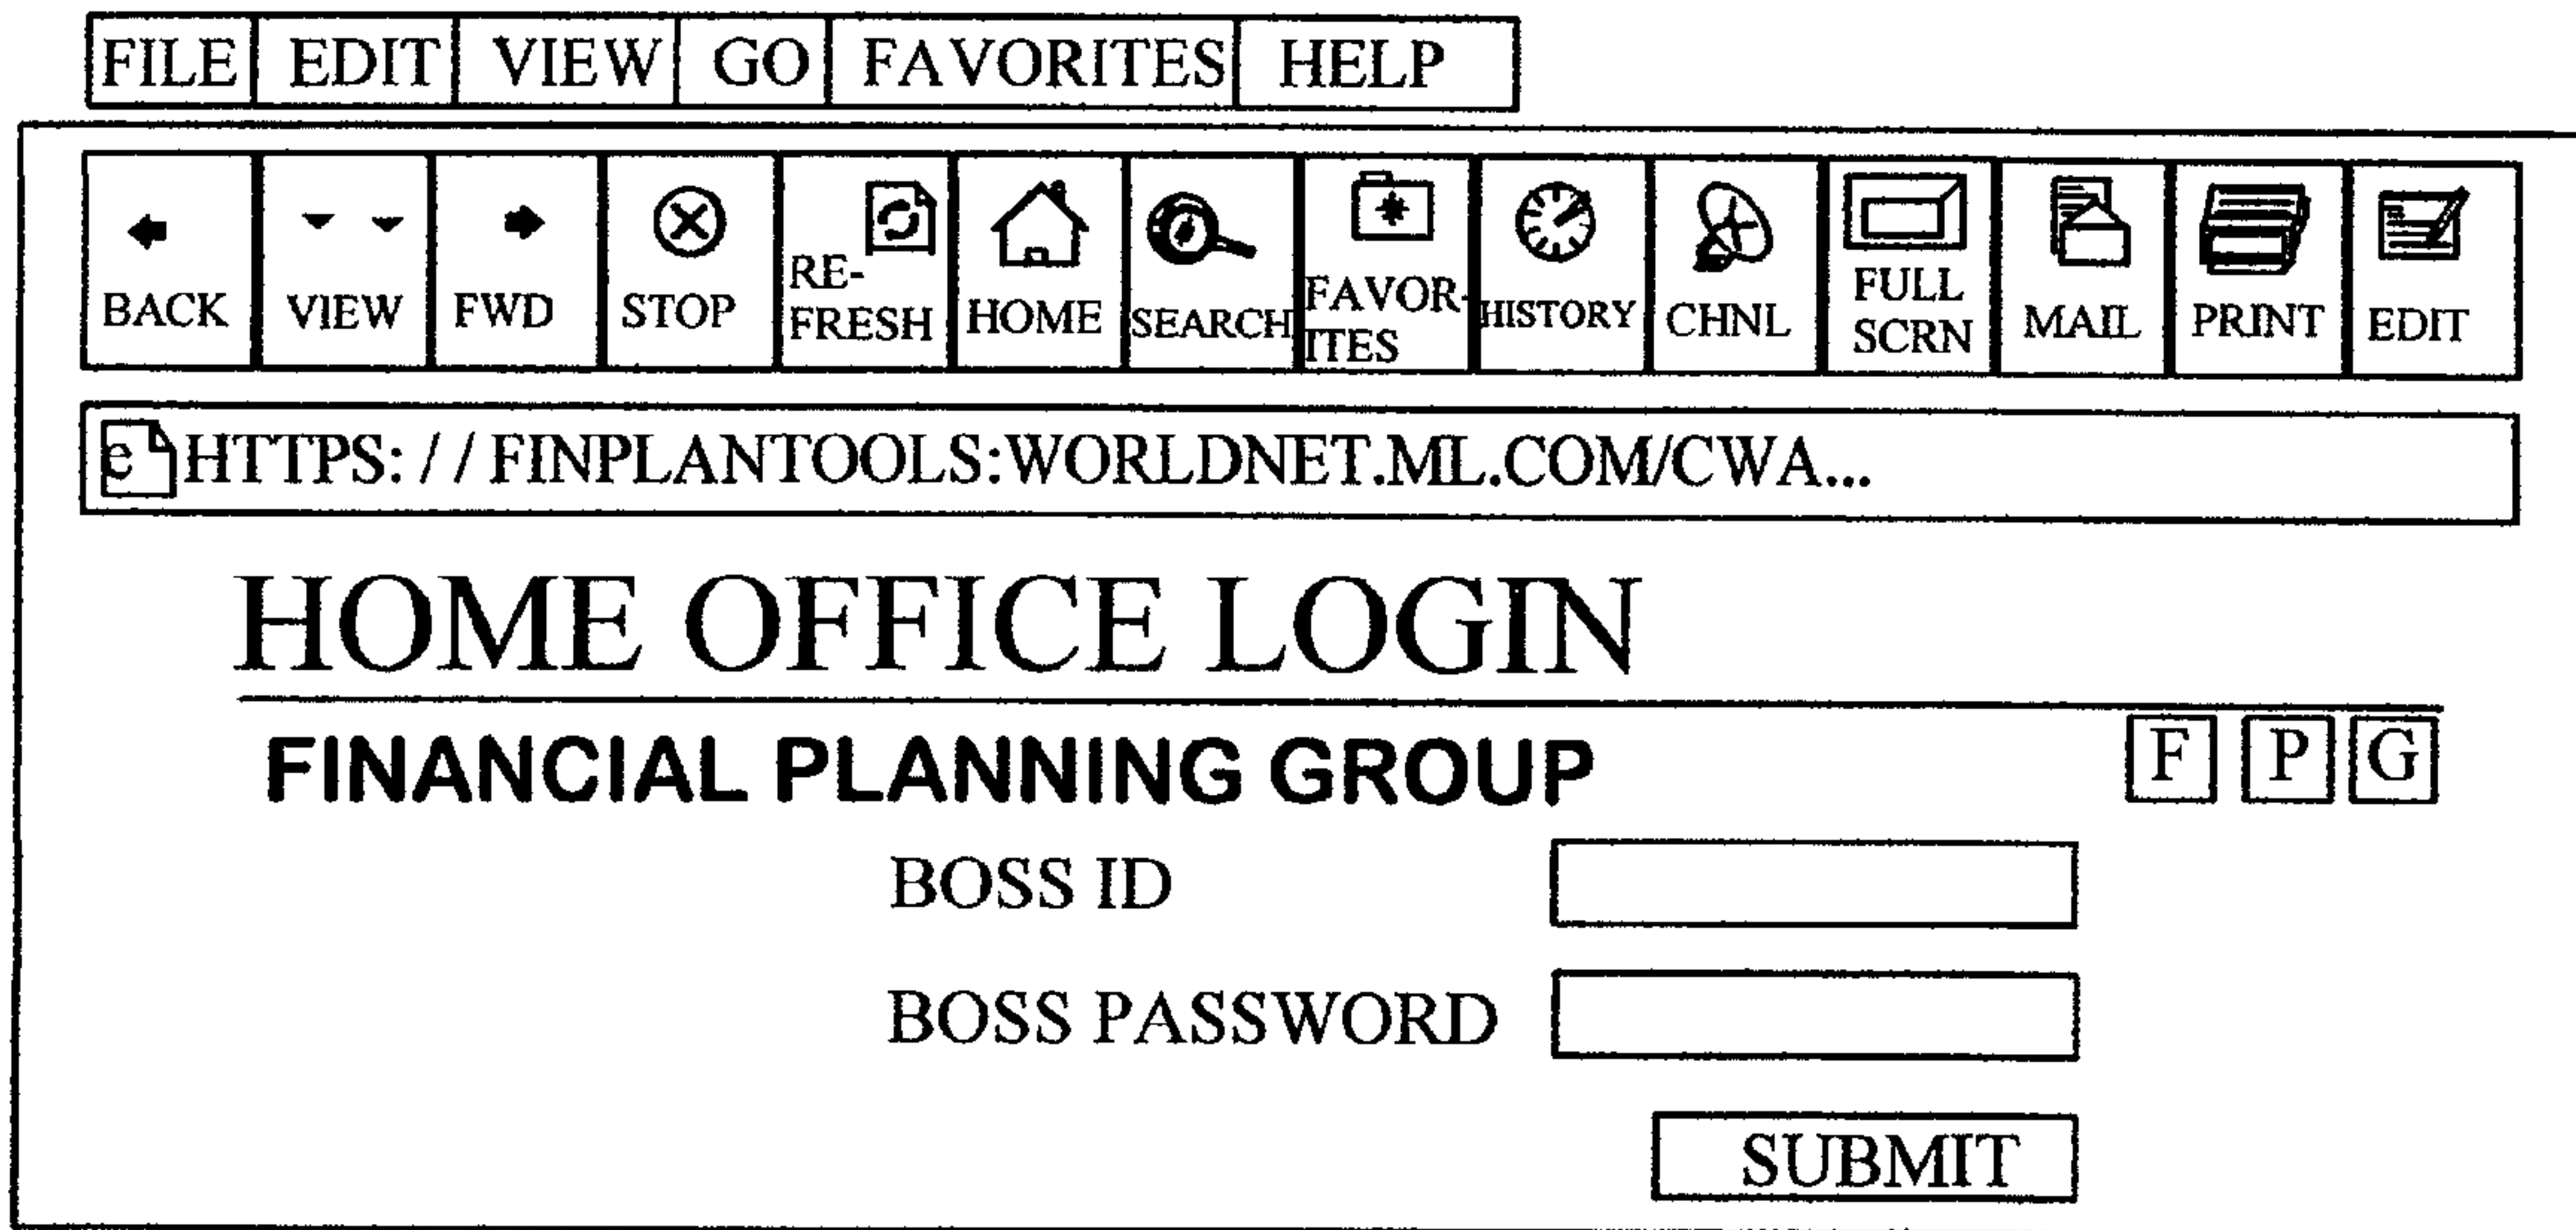 FILE EDIT VIEW GO FAVORITES HELP
BACK VIEW FWD STOP RE-FRESH HOME SEARCH FAVOR-ITES HISTORY CHNL FULL SCRN MAIL PRINT EDIT
e HTTPS: / / FINPLANTOOLS:WORLDNET.ML.COM/CWA...
HOME OFFICE LOGIN
FINANCIAL PLANNING GROUP F P G
BOSS ID
BOSS PASSWORD
SUBMIT